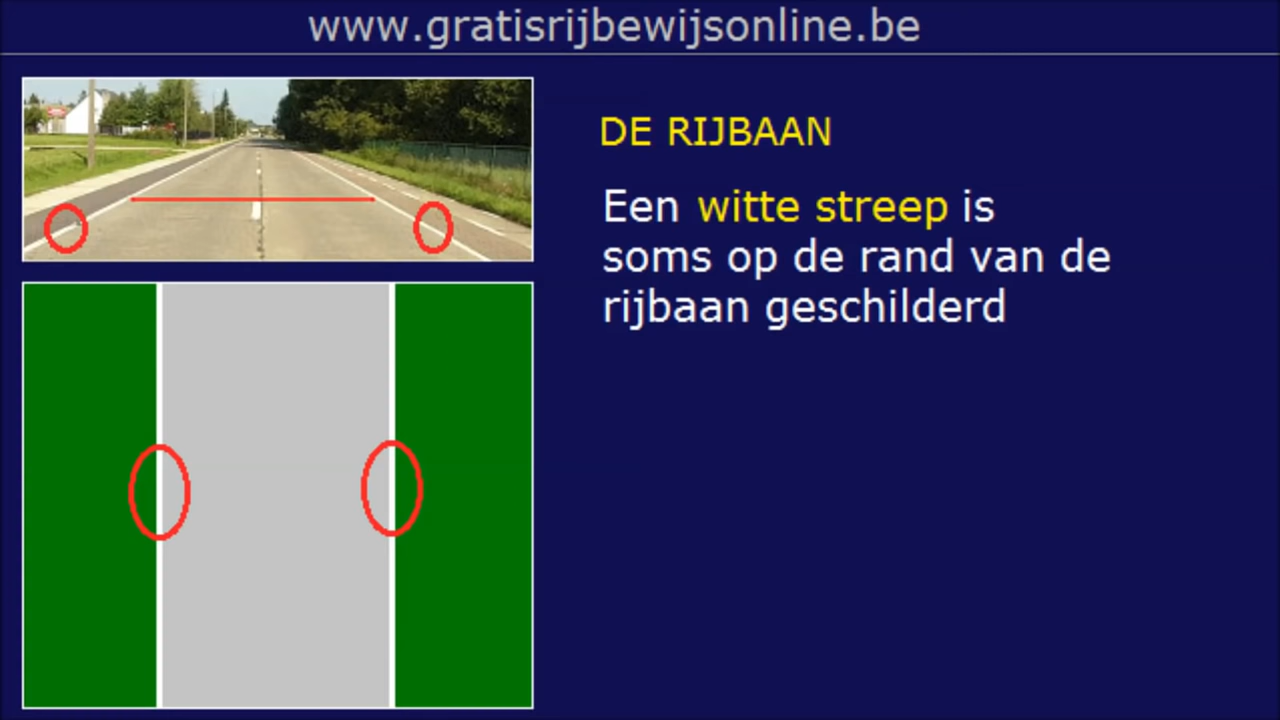 www.gratisrijbewijsonline.be
DE RIJBAAN
Een witte streep is
soms op de rand van de
rijbaan geschilderd